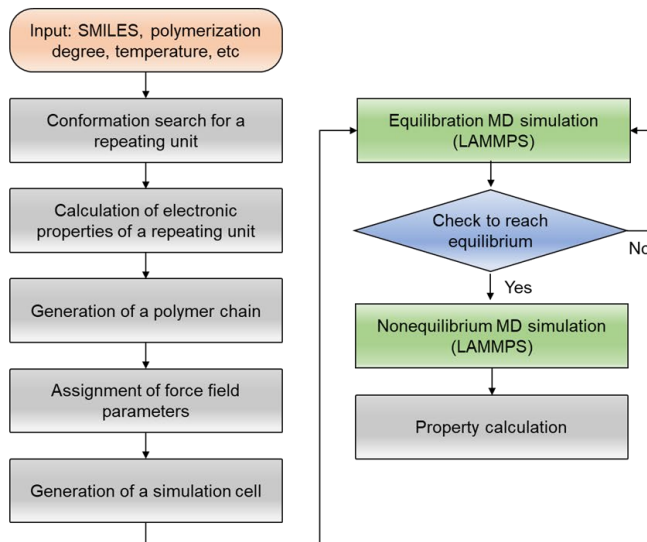 Input: SMILES, polymerization
degree, temperature, etc
Conformation search for a
repeating unit
Calculation of electronic
properties of a repeating unit
Generation of a polymer chain
Assignment of force field
parameters
Generation of a simulation cell
Equilibration MD simulation
(LAMMPS)
Check to reach
equilibrium
No
Yes
Nonequilibrium MD simulation
(LAMMPS)
Property calculation